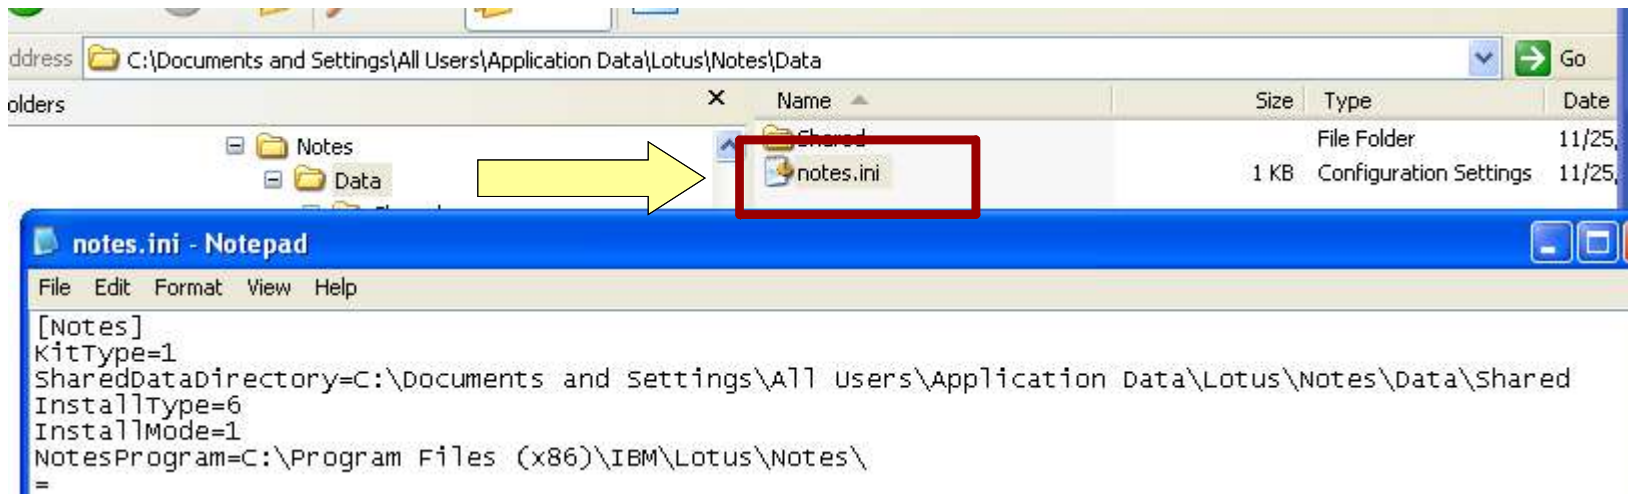 ddress C:\Documents and Settings\All Users\Application Data\Lotus\Notes\Data Go
olders Name Size Type Date
Notes Shared File Folder 11/25,
Data notes.ini 1 KB Configuration Settings 11/25,
notes.ini - Notepad
File Edit Format View Help
[Notes]
KitType=1
SharedDataDirectory=C:\Documents and Settings\All Users\Application Data\Lotus\Notes\Data\Shared
InstallType=6
InstallMode=1
NotesProgram=C:\Program Files (x86)\IBM\Lotus\Notes\
=